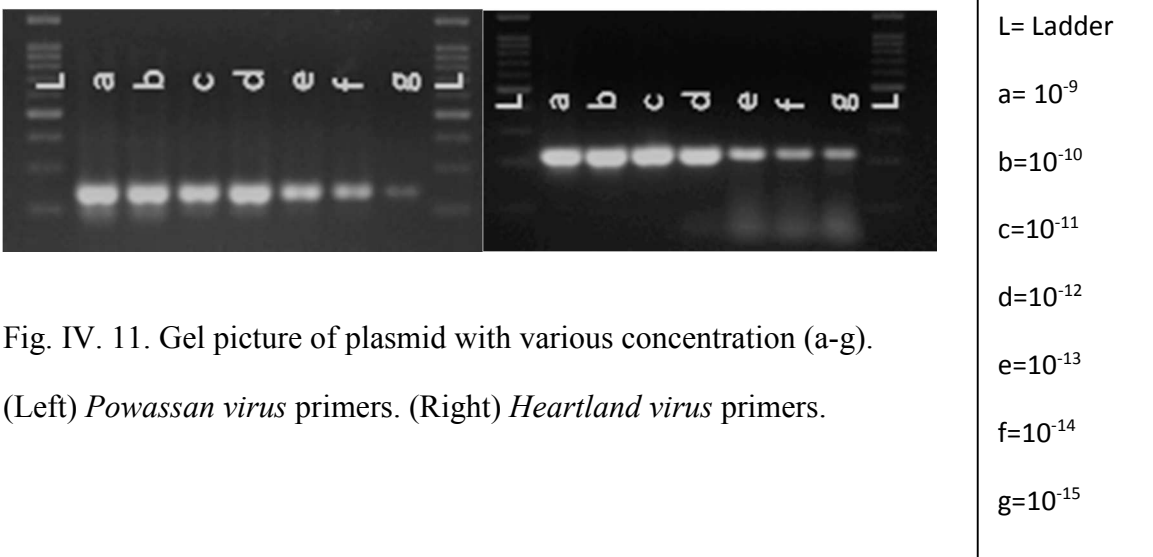 L a b c d e f g L
L a b c d e f g L
Fig. IV. 11. Gel picture of plasmid with various concentration (a-g).
(Left) Powassan virus primers. (Right) Heartland virus primers.
L= Ladder
a= 10⁻⁹
b=10⁻¹⁰
c=10⁻¹¹
d=10⁻¹²
e=10⁻¹³
f=10⁻¹⁴
g=10⁻¹⁵